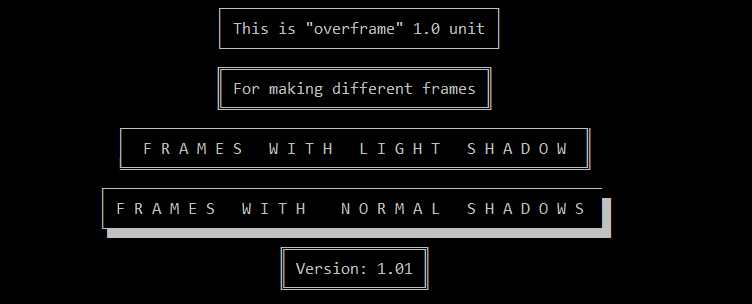 This is "overframe" 1.0 unit
For making different frames
F R A M E S   W I T H   L I G H T   S H A D O W
F R A M E S   W I T H   N O R M A L   S H A D O W S
Version: 1.01